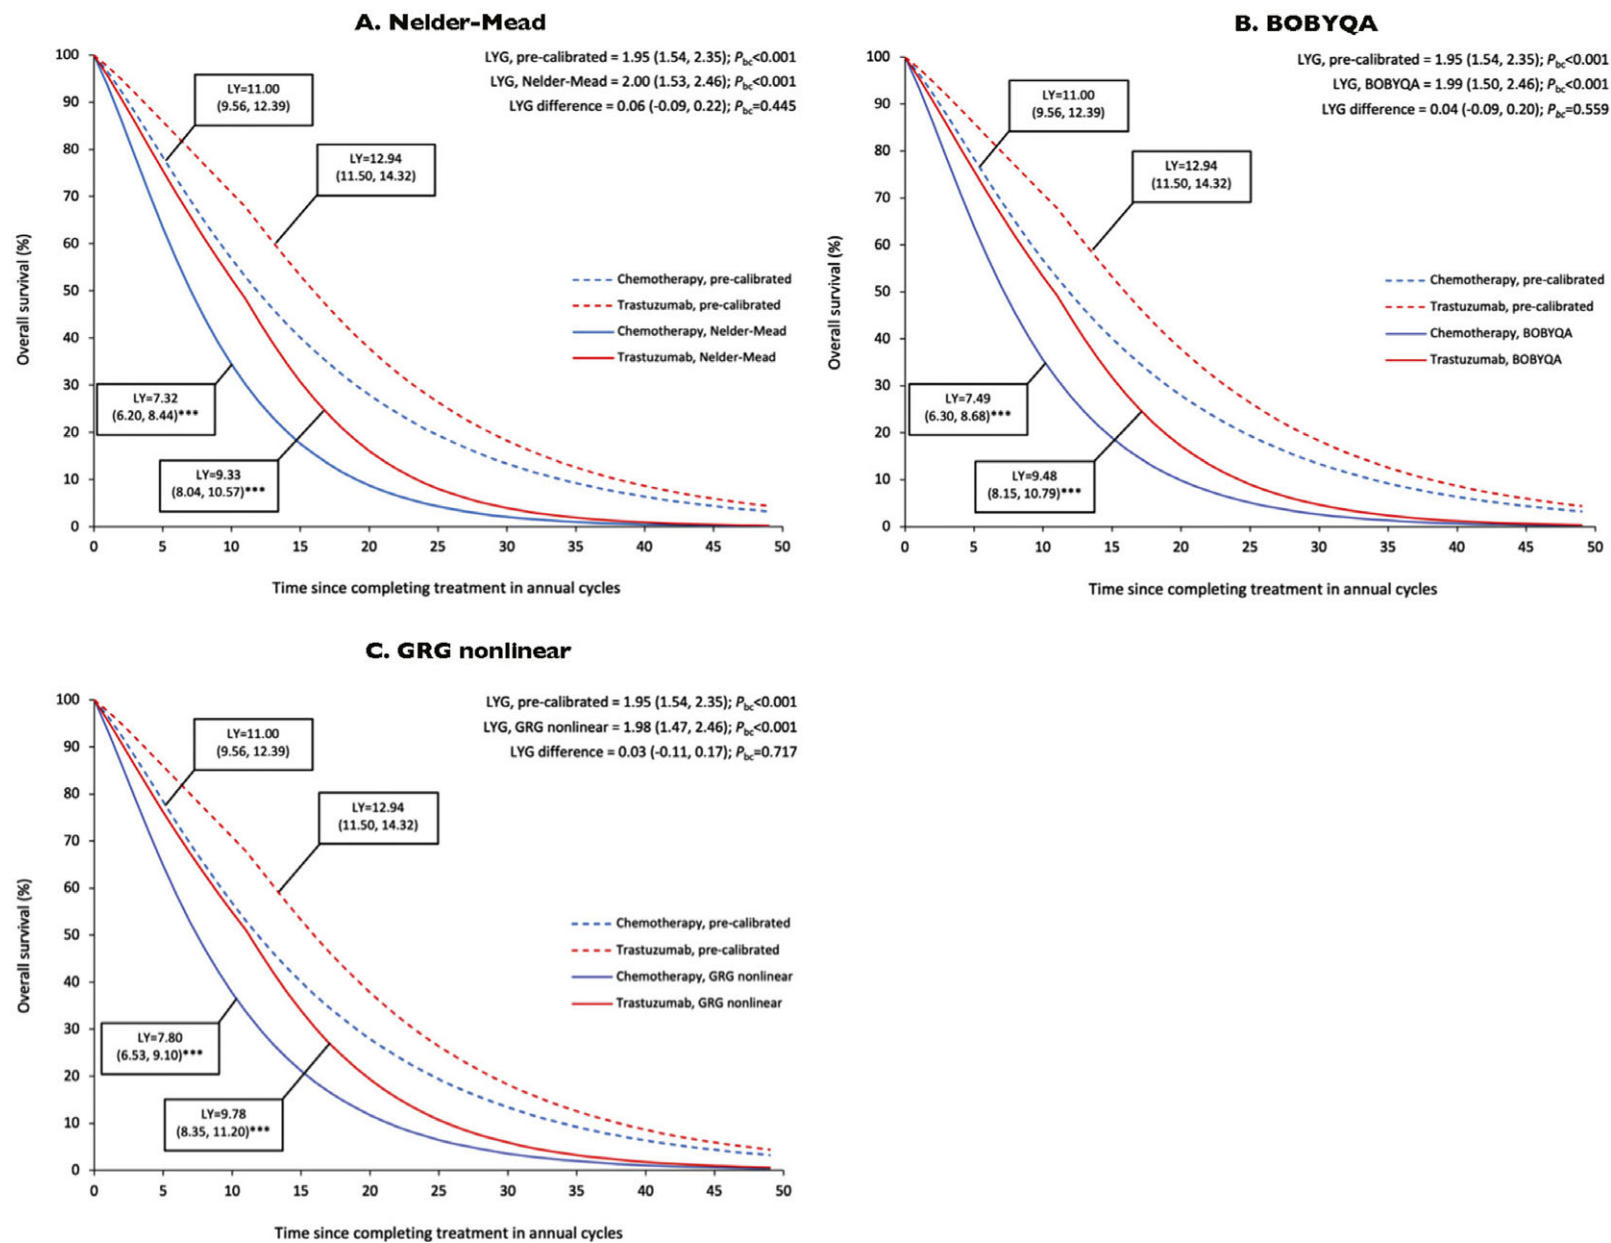 A. Nelder-Mead
LYG, pre-calibrated = 1.95 (1.54, 2.35); Pbc<0.001
LYG, Nelder-Mead = 2.00 (1.53, 2.46); Pbc<0.001
LYG difference = 0.06 (-0.09, 0.22); Pbc=0.445
LY=11.00
(9.56, 12.39)
LY=12.94
(11.50, 14.32)
Chemotherapy, pre-calibrated
Trastuzumab, pre-calibrated
Chemotherapy, Nelder-Mead
Trastuzumab, Nelder-Mead
LY=7.32
(6.20, 8.44)***
LY=9.33
(8.04, 10.57)***
Overall survival (%)
100
90
80
70
60
50
40
30
20
10
0
0 5 10 15 20 25 30 35 40 45 50
Time since completing treatment in annual cycles
B. BOBYQA
LYG, pre-calibrated = 1.95 (1.54, 2.35); Pbc<0.001
LYG, BOBYQA = 1.99 (1.50, 2.46); Pbc<0.001
LYG difference = 0.04 (-0.09, 0.20); Pbc=0.559
LY=11.00
(9.56, 12.39)
LY=12.94
(11.50, 14.32)
Chemotherapy, pre-calibrated
Trastuzumab, pre-calibrated
Chemotherapy, BOBYQA
Trastuzumab, BOBYQA
LY=7.49
(6.30, 8.68)***
LY=9.48
(8.15, 10.79)***
Overall survival (%)
100
90
80
70
60
50
40
30
20
10
0
0 5 10 15 20 25 30 35 40 45 50
Time since completing treatment in annual cycles
C. GRG nonlinear
LYG, pre-calibrated = 1.95 (1.54, 2.35); Pbc<0.001
LYG, GRG nonlinear = 1.98 (1.47, 2.46); Pbc<0.001
LYG difference = 0.03 (-0.11, 0.17); Pbc=0.717
LY=11.00
(9.56, 12.39)
LY=12.94
(11.50, 14.32)
Chemotherapy, pre-calibrated
Trastuzumab, pre-calibrated
Chemotherapy, GRG nonlinear
Trastuzumab, GRG nonlinear
LY=7.80
(6.53, 9.10)***
LY=9.78
(8.35, 11.20)***
Overall survival (%)
100
90
80
70
60
50
40
30
20
10
0
0 5 10 15 20 25 30 35 40 45 50
Time since completing treatment in annual cycles